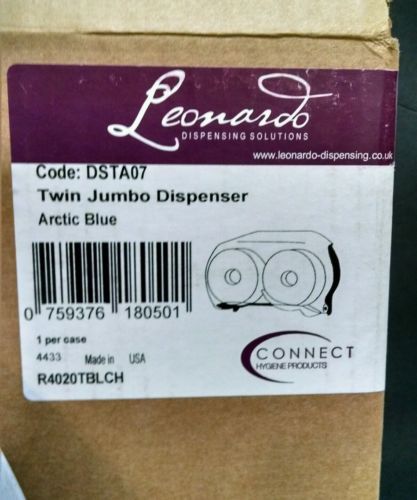 Leonardo
DISPENSING SOLUTIONS
www.leonardo-dispensing.co.uk
Code: DSTA07
Twin Jumbo Dispenser
Arctic Blue
0 759376 180501
1 per case
4433 Made in USA
CONNECT
HYGIENE PRODUCTS
R4020TBLCH